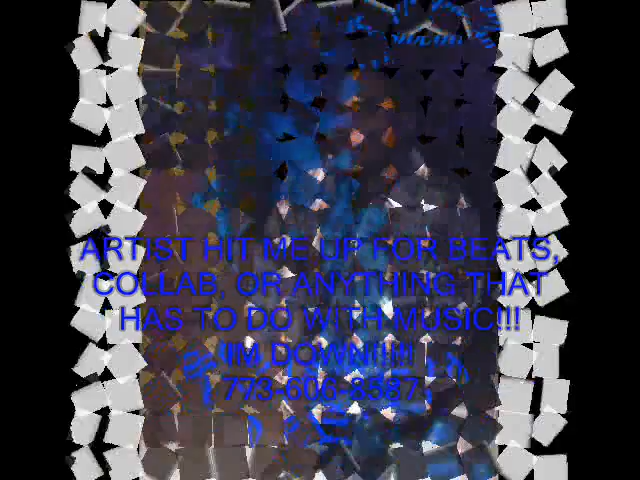 ARTIST HIT ME UP FOR BEATS,
COLLAB, OR ANYTHING THAT
HAS TO DO WITH MUSIC!!!
IM DOWN!!!!!!
773-606-8587